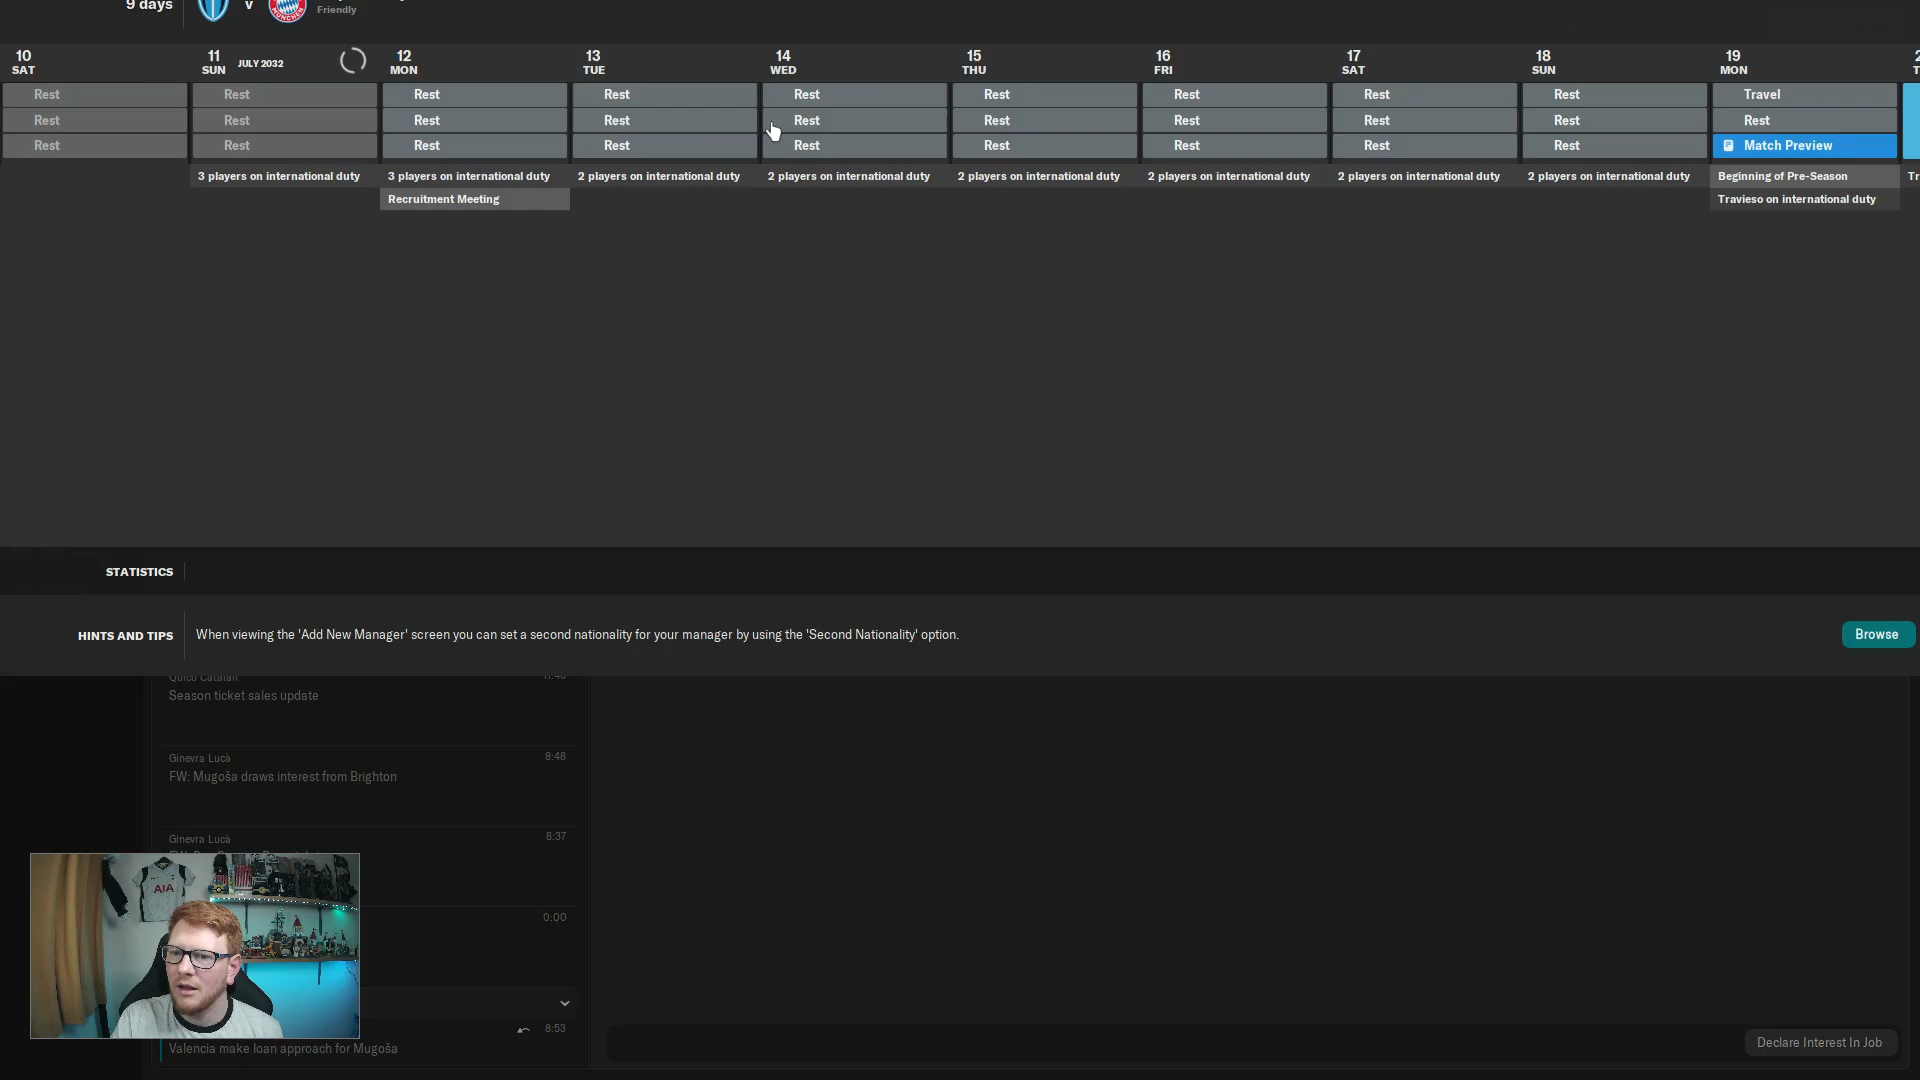 9 days
v
Friendly
10
SAT
11
SUN
JULY 2032
12
MON
13
TUE
14
WED
15
THU
16
FRI
17
SAT
18
SUN
19
MON
Rest Rest Rest Rest Rest Rest Rest Rest Rest Travel
Rest Rest Rest Rest Rest Rest Rest Rest Rest Rest
Rest Rest Rest Rest Rest Rest Rest Rest Rest Match Preview
3 players on international duty 3 players on international duty 2 players on international duty 2 players on international duty 2 players on international duty 2 players on international duty 2 players on international duty 2 players on international duty Beginning of Pre-Season
Recruitment Meeting Travieso on international duty
STATISTICS
HINTS AND TIPS
When viewing the 'Add New Manager' screen you can set a second nationality for your manager by using the 'Second Nationality' option.
Browse
Season ticket sales update
Ginevra Lucà 8:48
FW: Mugoša draws interest from Brighton
Ginevra Lucà 8:37
0:00
AIA
8:53
Valencia make loan approach for Mugoša
Declare Interest In Job